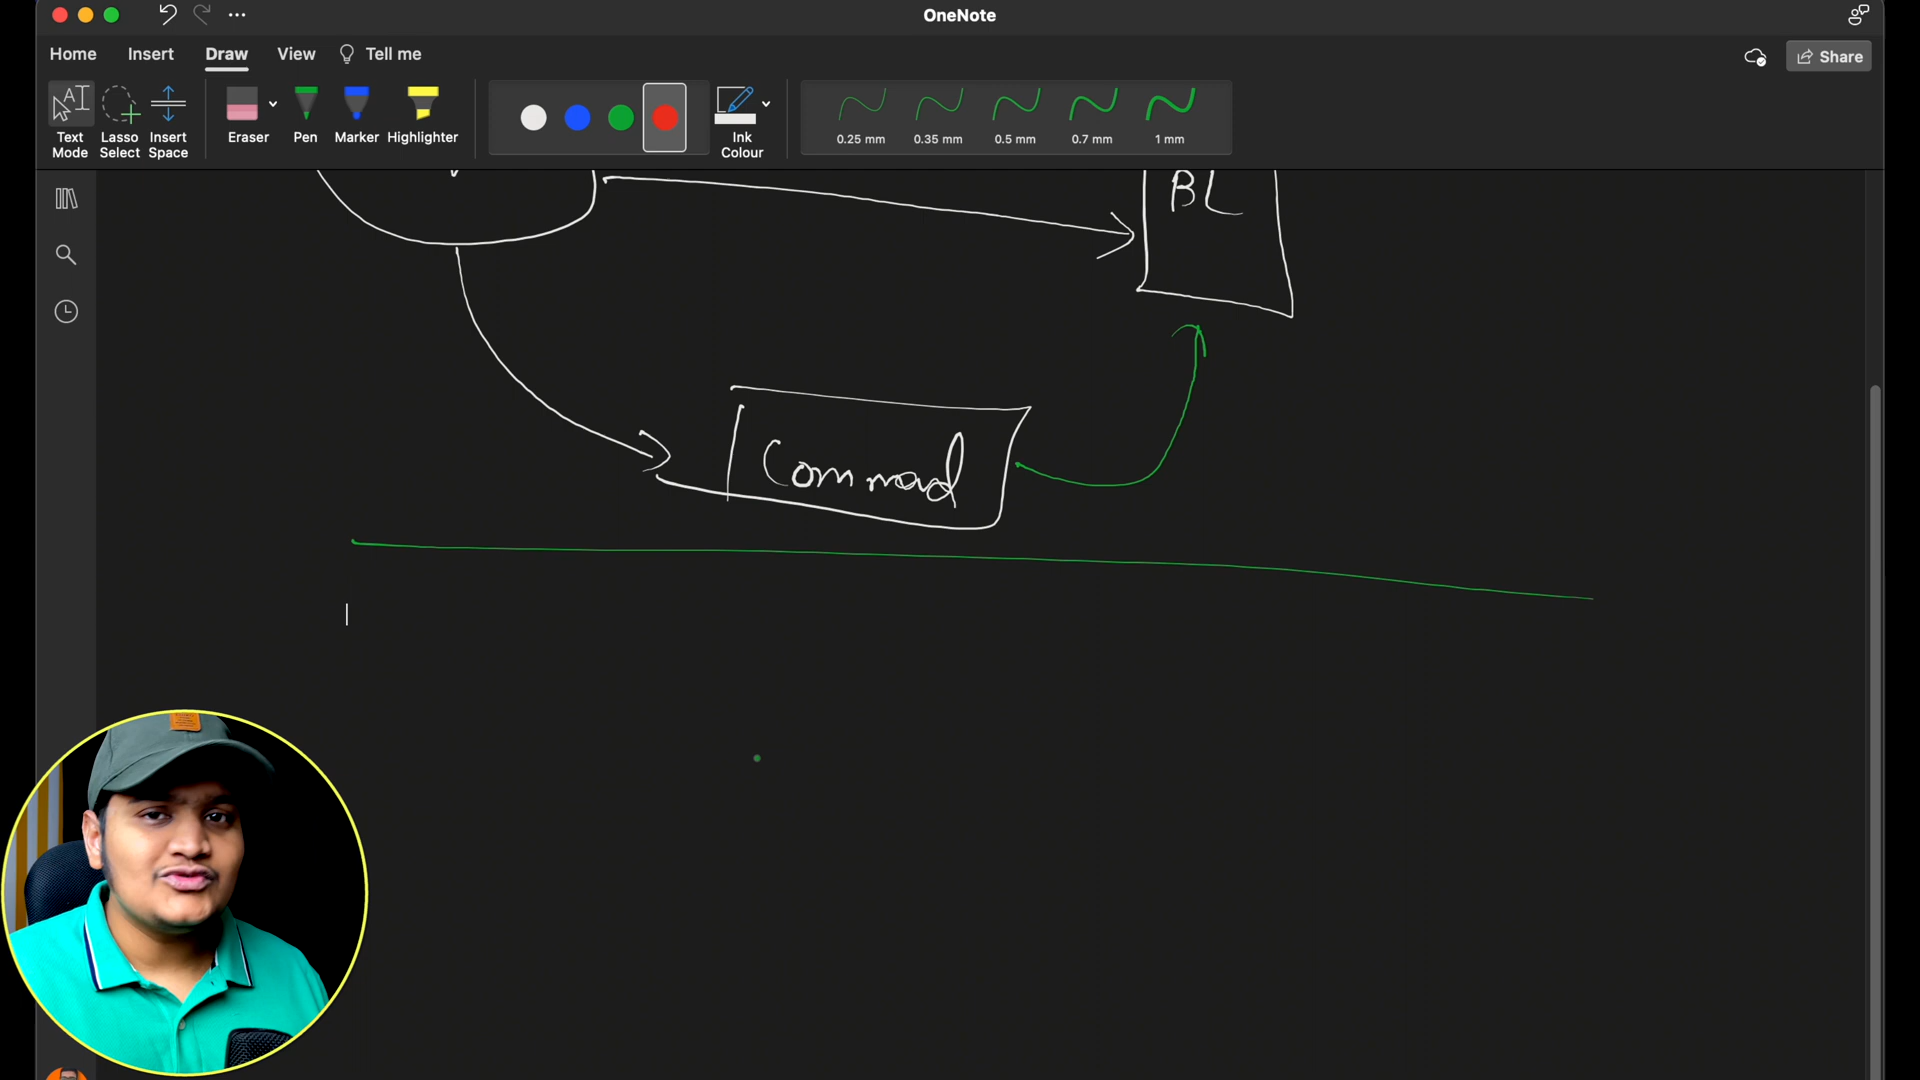 OneNote
Home Insert Draw View Tell me
Share
Text Mode
Lasso Select
Insert Space
Eraser
Pen
Marker
Highlighter
Ink Colour
0.25 mm
0.35 mm
0.5 mm
0.7 mm
1 mm
BL
Command